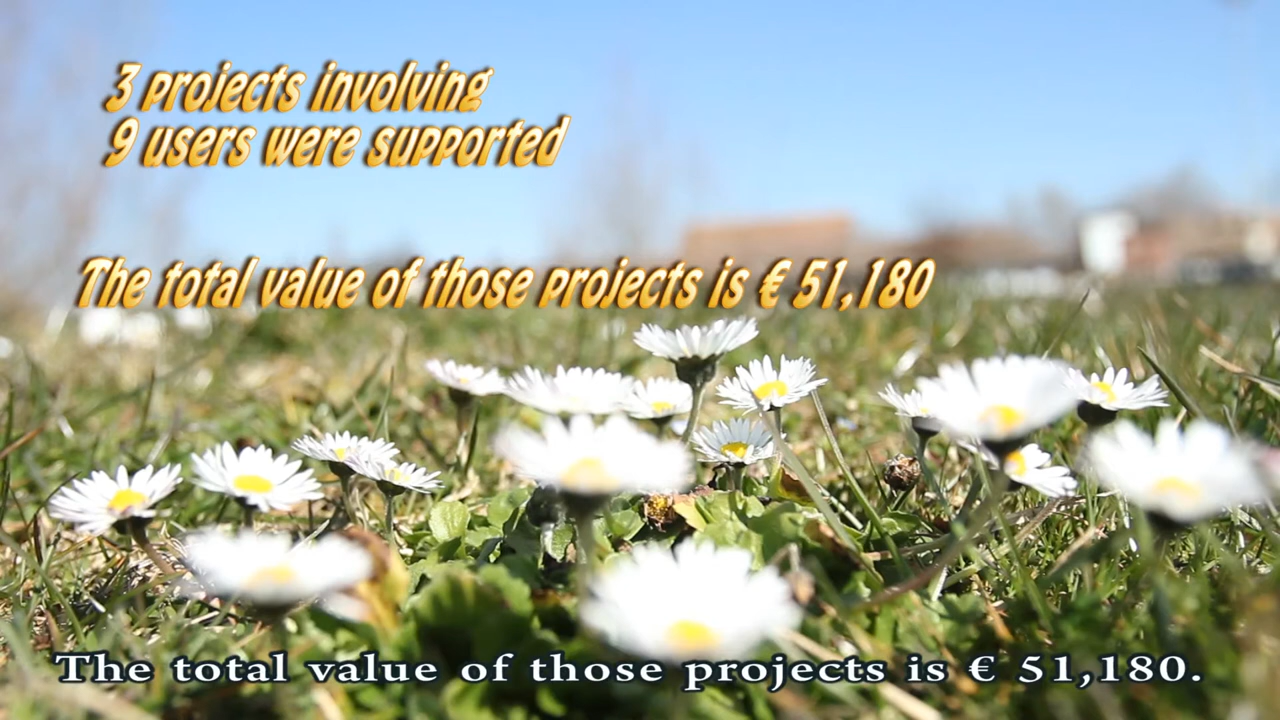 3 projects involving
9 users were supported
The total value of those projects is € 51,180
The total value of those projects is € 51,180.